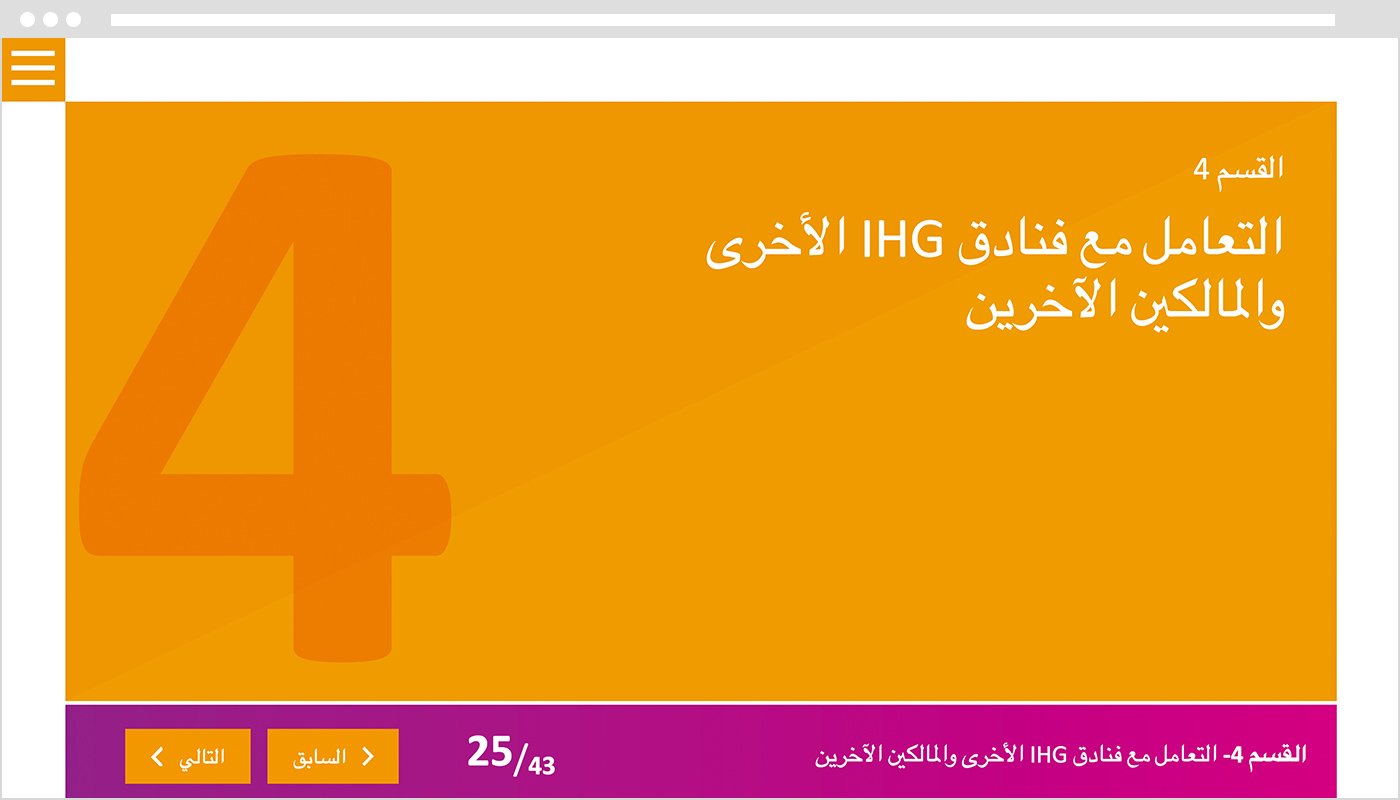 القسم 4
التعامل مع فنادق IHG الأخرى
والمالكين الآخرين
4
القسم 4- التعامل مع فنادق IHG الأخرى والمالكين الآخرين
25/43
السابق
التالي